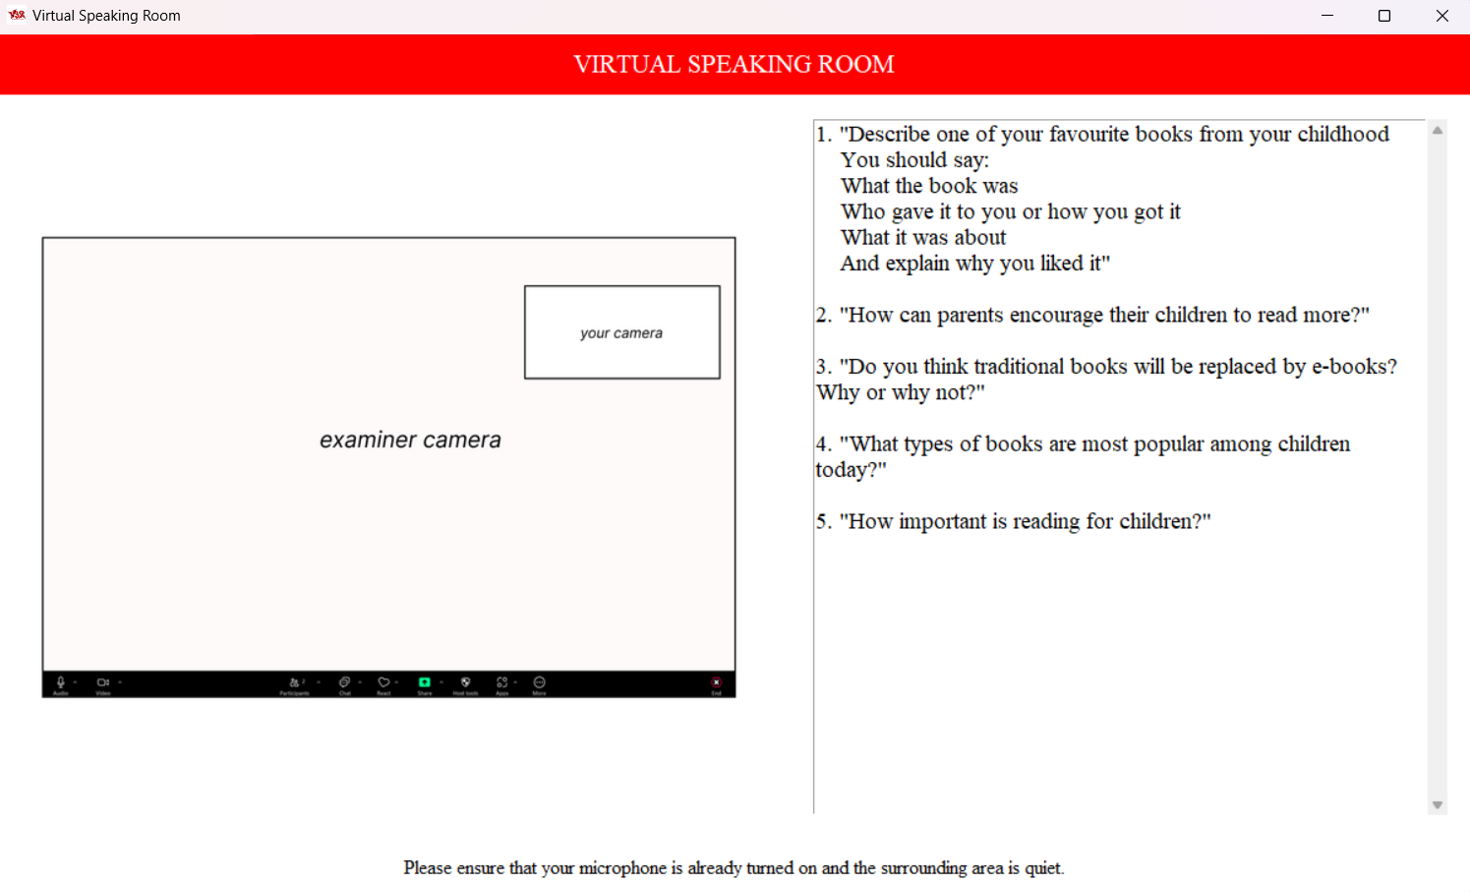 VSR Virtual Speaking Room
VIRTUAL SPEAKING ROOM
your camera
examiner camera
Audio
Video
Participants 2
Chat
React
Share
Host tools
Apps
More
End
1. "Describe one of your favourite books from your childhood
You should say:
What the book was
Who gave it to you or how you got it
What it was about
And explain why you liked it"
2. "How can parents encourage their children to read more?"
3. "Do you think traditional books will be replaced by e-books?
Why or why not?"
4. "What types of books are most popular among children
today?"
5. "How important is reading for children?"
Please ensure that your microphone is already turned on and the surrounding area is quiet.